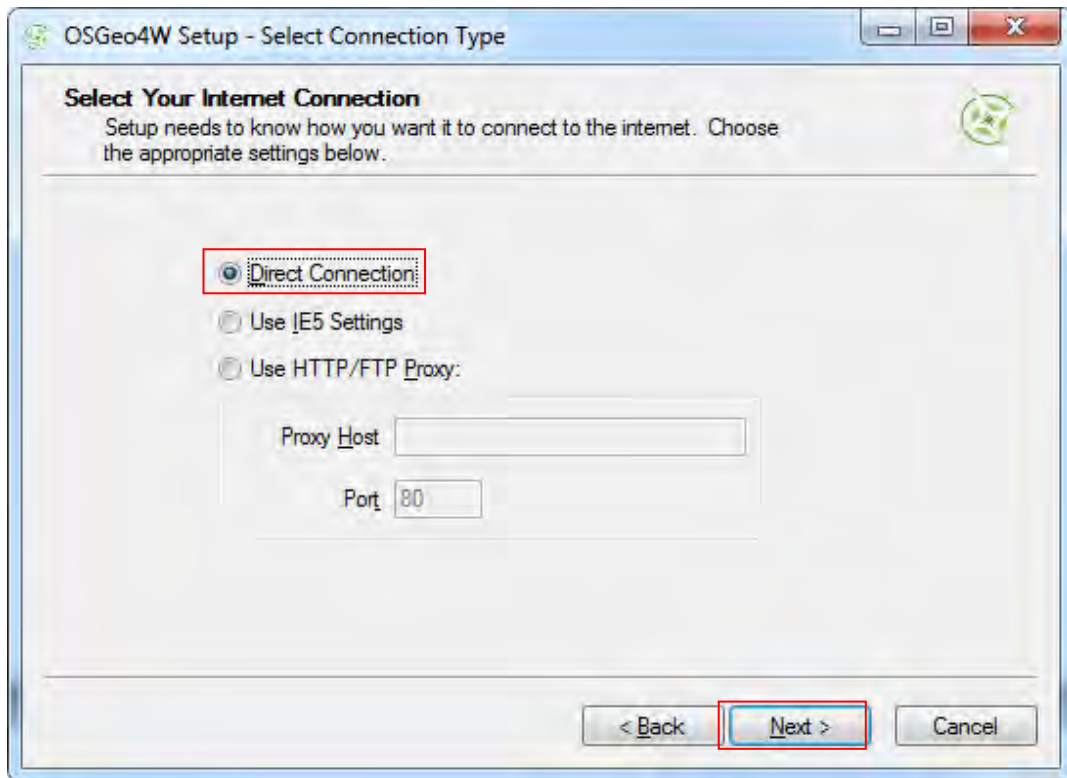 OSGeo4W Setup - Select Connection Type
Select Your Internet Connection
Setup needs to know how you want it to connect to the internet. Choose
the appropriate settings below.
Direct Connection
Use IE5 Settings
Use HTTP/FTP Proxy:
Proxy Host
Port 80
< Back Next > Cancel